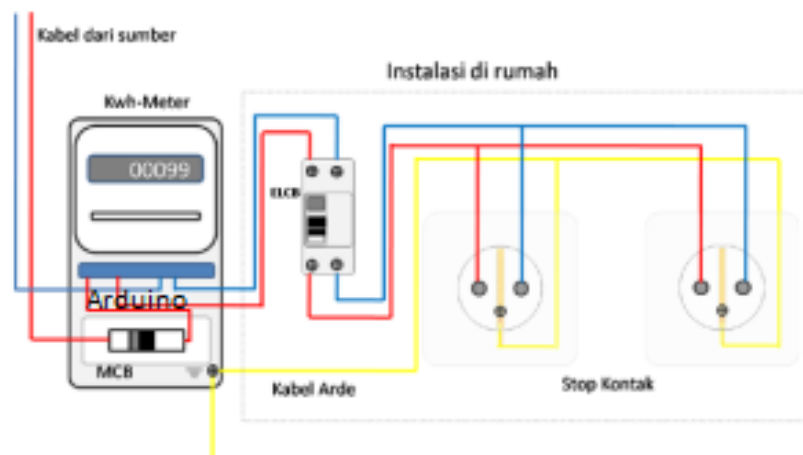 Kabel dari sumber
Instalasi di rumah
Kwh-Meter
00099
ELCB
Arduino
MCB
Kabel Arde
Stop Kontak